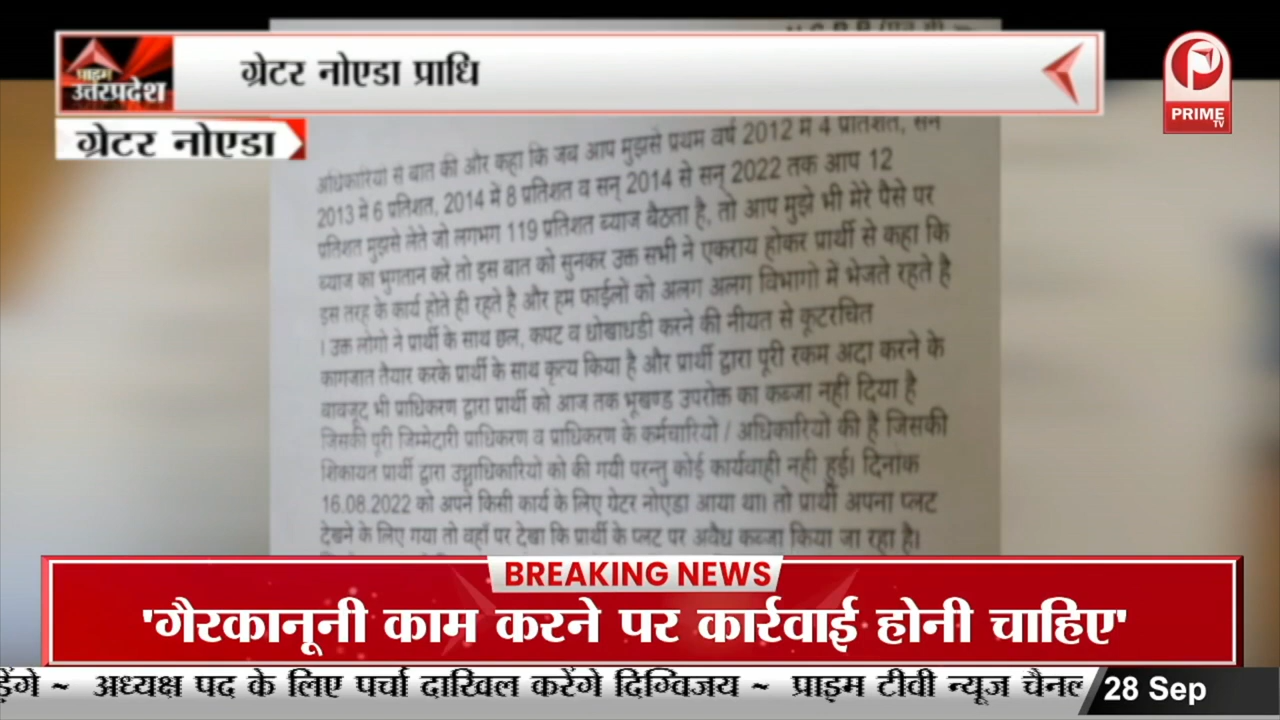 ग्रेटर नोएडा प्राधि
प्राइम
उत्तरप्रदेश
PRIME
TV
ग्रेटर नोएडा
अधिकारियों से बात की और कहा कि जब आप मुझसे प्रथम वर्ष 2012 में 4 प्रतिशत, सन
2013 मे 6 प्रतिशत, 2014 में 8 प्रतिशत व सन् 2014 से सन् 2022 तक आप 12
प्रतिशत मुझसे लेते जो लगभग 119 प्रतिशत ब्याज बैठता है, तो आप मुझे भी मेरे पैसे पर
ब्याज का भुगतान करे तो इस बात को सुनकर उक्त सभी ने एकराय होकर प्रार्थी से कहा कि
इस तरह के कार्य होते ही रहते है और हम फाईलों को अलग अलग विभागो में भेजते रहते है
। उक्त लोगो ने प्रार्थी के साथ छल, कपट व धोखाधडी करने की नीयत से कूटरचित
कागजात तैयार करके प्रार्थी के साथ कृत्य किया है और प्रार्थी द्वारा पूरी रकम अदा करने के
बावजूद भी प्राधिकरण द्वारा प्रार्थी को आज तक भूखण्ड उपरोक्त का कब्जा नही दिया है
जिसकी पूरी जिम्मेदारी प्राधिकरण व प्राधिकरण के कर्मचारियो / अधिकारियो की है जिसकी
शिकायत प्रार्थी द्वारा उच्चाधिकारियो को की गयी परन्तु कोई कार्यवाही नही हुई। दिनांक
16.08.2022 को अपने किसी कार्य के लिए ग्रेटर नोएडा आया था। तो प्रार्थी अपना प्लट
देखने के लिए गया तो वहाँ पर देखा कि प्रार्थी के प्लट पर अवैध कब्जा किया जा रहा है।
BREAKING NEWS
'गैरकानूनी काम करने पर कार्रवाई होनी चाहिए'
ड़ेंगे ~ अध्यक्ष पद के लिए पर्चा दाखिल करेंगे दिग्विजय ~ प्राइम टीवी न्यूज चैनल
28 Sep